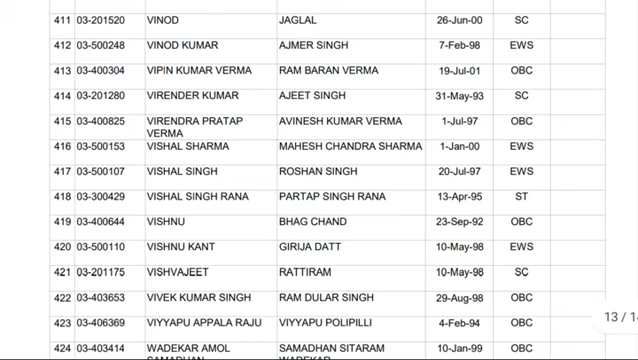 411 03-201520 VINOD JAGLAL 26-Jun-00 SC
412 03-500248 VINOD KUMAR AJMER SINGH 7-Feb-98 EWS
413 03-400304 VIPIN KUMAR VERMA RAM BARAN VERMA 19-Jul-01 OBC
414 03-201280 VIRENDER KUMAR AJEET SINGH 31-May-93 SC
415 03-400825 VIRENDRA PRATAP AVINESH KUMAR VERMA 1-Jul-97 OBC
VERMA
416 03-500153 VISHAL SHARMA MAHESH CHANDRA SHARMA 1-Jan-00 EWS
417 03-500107 VISHAL SINGH ROSHAN SINGH 20-Jul-97 EWS
418 03-300429 VISHAL SINGH RANA PARTAP SINGH RANA 13-Apr-95 ST
419 03-400644 VISHNU BHAG CHAND 23-Sep-92 OBC
420 03-500110 VISHNU KANT GIRIJA DATT 10-May-98 EWS
421 03-201175 VISHVAJEET RATTIRAM 10-May-98 SC
422 03-403653 VIVEK KUMAR SINGH RAM DULAR SINGH 29-Aug-98 OBC
13 / 14
423 03-406369 VIYYAPU APPALA RAJU VIYYAPU POLIPILLI 4-Feb-94 OBC
424 03-403414 WADEKAR AMOL SAMADHAN SITARAM 10-Jan-99 OBC
SAMADHAN WADEKAR